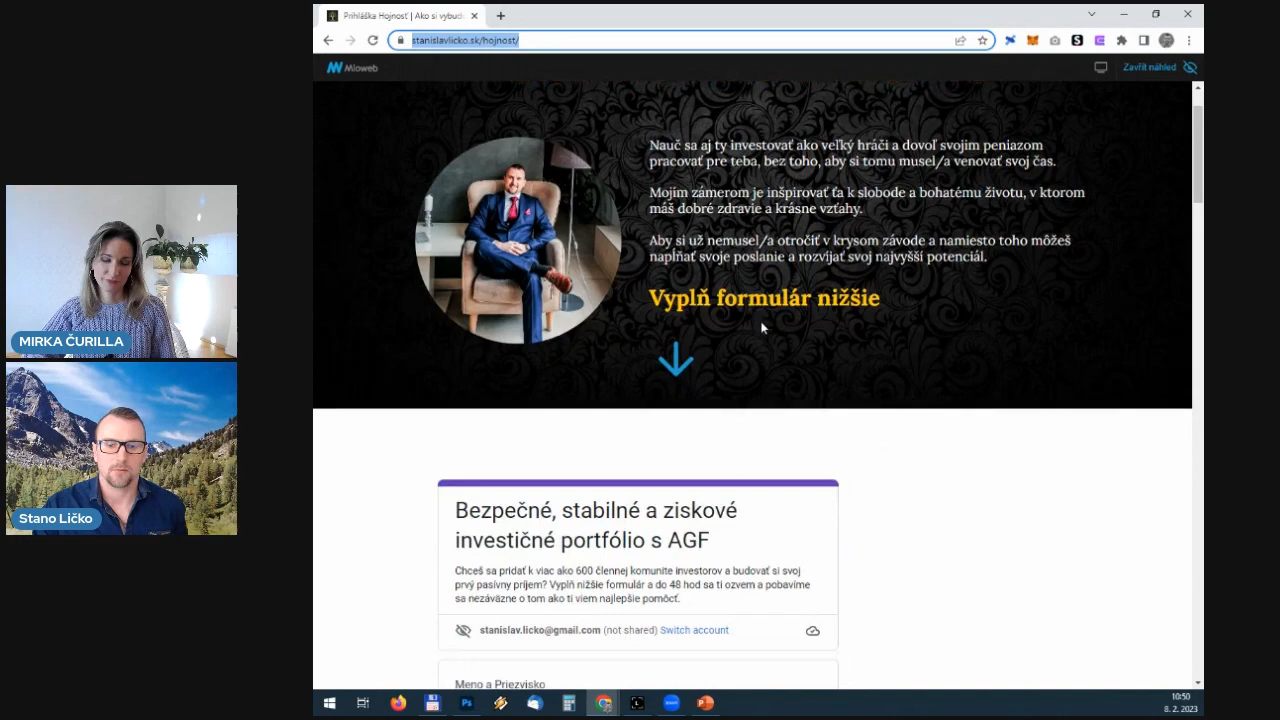 Prihláška Hojnosť | Ako si vybud
stanislavlicko.sk/hojnost/
Mioweb
Zavřít náhled
Nauč sa aj ty investovať ako veľký hráči a dovoľ svojim peniazom
pracovať pre teba, bez toho, aby si tomu musel/a venovať svoj čas.
Mojim zámerom je inšpirovať ťa k slobode a bohatému životu, v ktorom
máš dobré zdravie a krásne vzťahy.
Aby si už nemusel/a otročiť v krysom závode a namiesto toho môžeš
napĺňať svoje poslanie a rozvíjať svoj najvyšší potenciál.
Vyplň formulár nižšie
MIRKA ČURILLA
Stano Ličko
Bezpečné, stabilné a ziskové
investičné portfólio s AGF
Chceš sa pridať k viac ako 600 člennej komunite investorov a budovať si svoj
prvý pasívny príjem? Vyplň nižšie formulár a do 48 hod sa ti ozvem a pobavíme
sa nezáväzne o tom ako ti viem najlepšie pomôcť.
stanislav.licko@gmail.com (not shared) Switch account
Meno a Priezvisko
10:50
8. 2. 2023